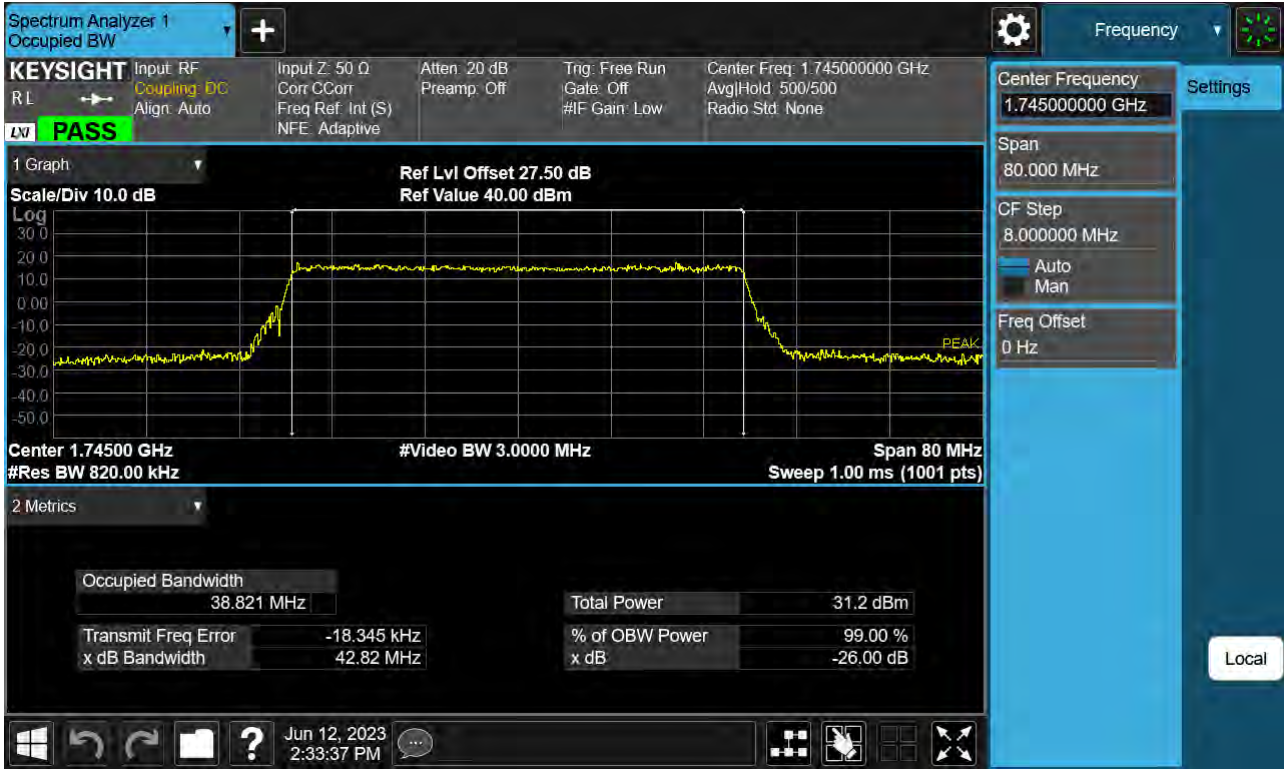 Spectrum Analyzer 1
Occupied BW
Frequency
KEYSIGHT
R L
LXI PASS
Input: RF
Coupling: DC
Align: Auto
Input Z: 50 Ω
Corr CCorr
Freq Ref: Int (S)
NFE: Adaptive
Atten: 20 dB
Preamp: Off
Trig: Free Run
Gate: Off
#IF Gain: Low
Center Freq: 1.745000000 GHz
Avg|Hold: 500/500
Radio Std: None
1 Graph
Scale/Div 10.0 dB
Ref Lvl Offset 27.50 dB
Ref Value 40.00 dBm
Log
30.0
20.0
10.0
0.00
-10.0
-20.0
-30.0
-40.0
-50.0
PEAK
Center 1.74500 GHz
#Video BW 3.0000 MHz
Span 80 MHz
#Res BW 820.00 kHz
Sweep 1.00 ms (1001 pts)
2 Metrics
Occupied Bandwidth
38.821 MHz
Total Power 31.2 dBm
Transmit Freq Error -18.345 kHz
% of OBW Power 99.00 %
x dB Bandwidth 42.82 MHz
x dB -26.00 dB
Center Frequency
1.745000000 GHz
Settings
Span
80.000 MHz
CF Step
8.000000 MHz
Auto
Man
Freq Offset
0 Hz
Local
?
Jun 12, 2023
2:33:37 PM